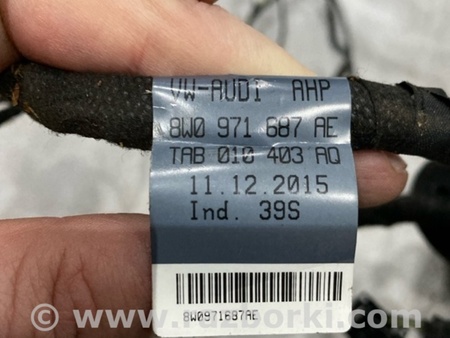 VW-AUDI AHP
8W0 971 687 AE
TAB 010 403 AQ
11.12.2015
Ind. 39S
8W0971687AE
© www.razborki.com